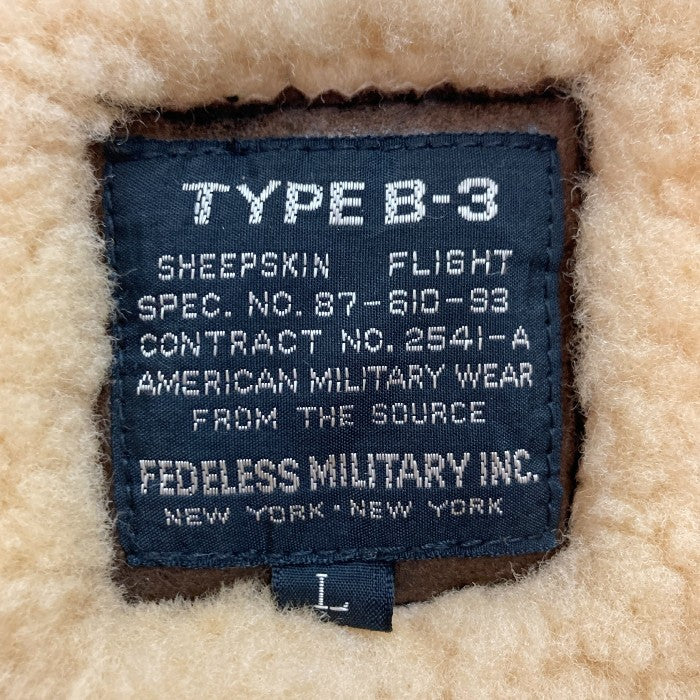 TYPE B-3
SHEEPSKIN FLIGHT
SPEC. NO. 87-610-93
CONTRACT NO. 2541-A
AMERICAN MILITARY WEAR
FROM THE SOURCE
FEDELESS MILITARY INC.
NEW YORK · NEW YORK
L